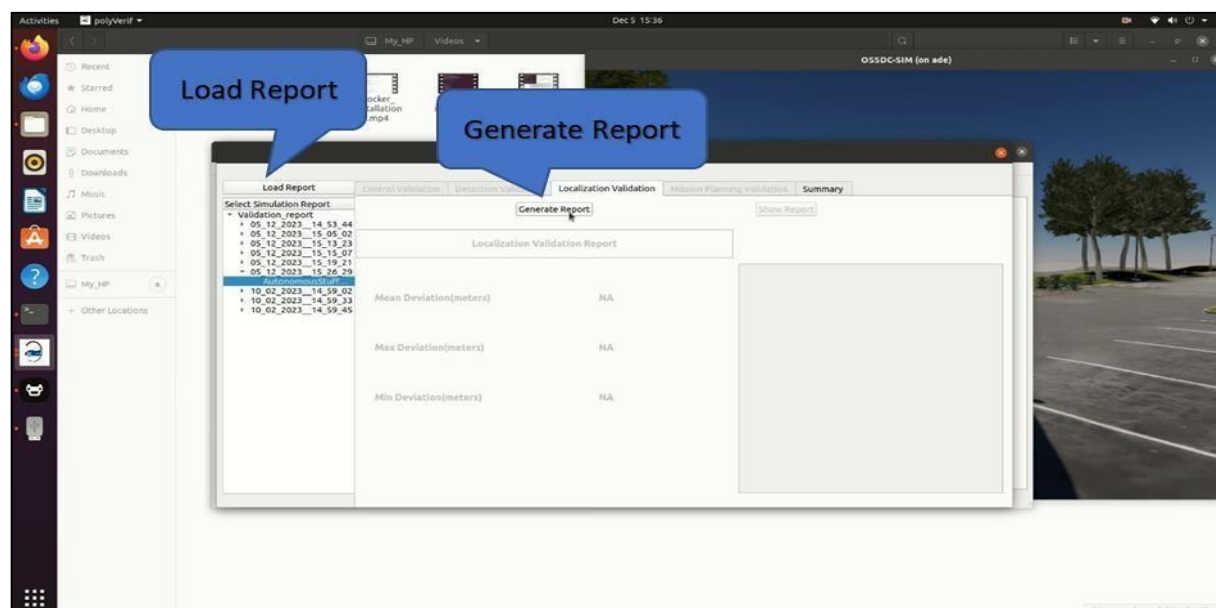 Activities polyVerif Dec 5 15:36
My_HP Videos
OSSDC-SIM (on ade)
Recent
Starred
Home
Desktop
Documents
Downloads
Music
Pictures
Videos
Trash
My_HP
+ Other Locations
.mp4
Load Report
Generate Report
Load Report
Control Validation Localization Validation Mission Planning Validation Summary
Select Simulation Report
Validation_report
05_12_2023__14_53_44
05_12_2023__15_05_02
05_12_2023__15_13_23
05_12_2023__15_15_07
05_12_2023__15_19_21
05_12_2023__15_26_29
AutonomousStuff...
10_02_2023__14_59_02
10_02_2023__14_59_33
10_02_2023__14_59_45
Generate Report Show Report
Localization Validation Report
Mean Deviation(meters) NA
Max Deviation(meters) NA
Min Deviation(meters) NA